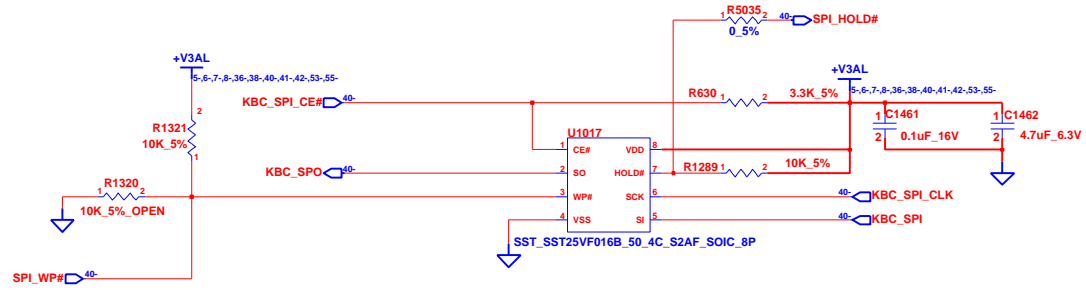 R5035
1 2 40- SPI_HOLD#
0_5%
+V3AL
5-,6-,7-,8-,36-,38-,40-,41-,42-,53-,55-
KBC_SPI_CE# 40-
R630
1 2
3.3K_5%
+V3AL
5-,6-,7-,8-,36-,38-,40-,41-,42-,53-,55-
C1461
1 2
0.1uF_16V
C1462
1 2
4.7uF_6.3V
2
R1321
10K_5%
1
U1017
1 CE# VDD 8
KBC_SPO 40- 2 SO HOLD# 7
R1289
1 2
10K_5%
R1320
1 2
10K_5%_OPEN
3 WP# SCK 6 40- KBC_SPI_CLK
4 VSS SI 5 40- KBC_SPI
SST_SST25VF016B_50_4C_S2AF_SOIC_8P
SPI_WP# 40-